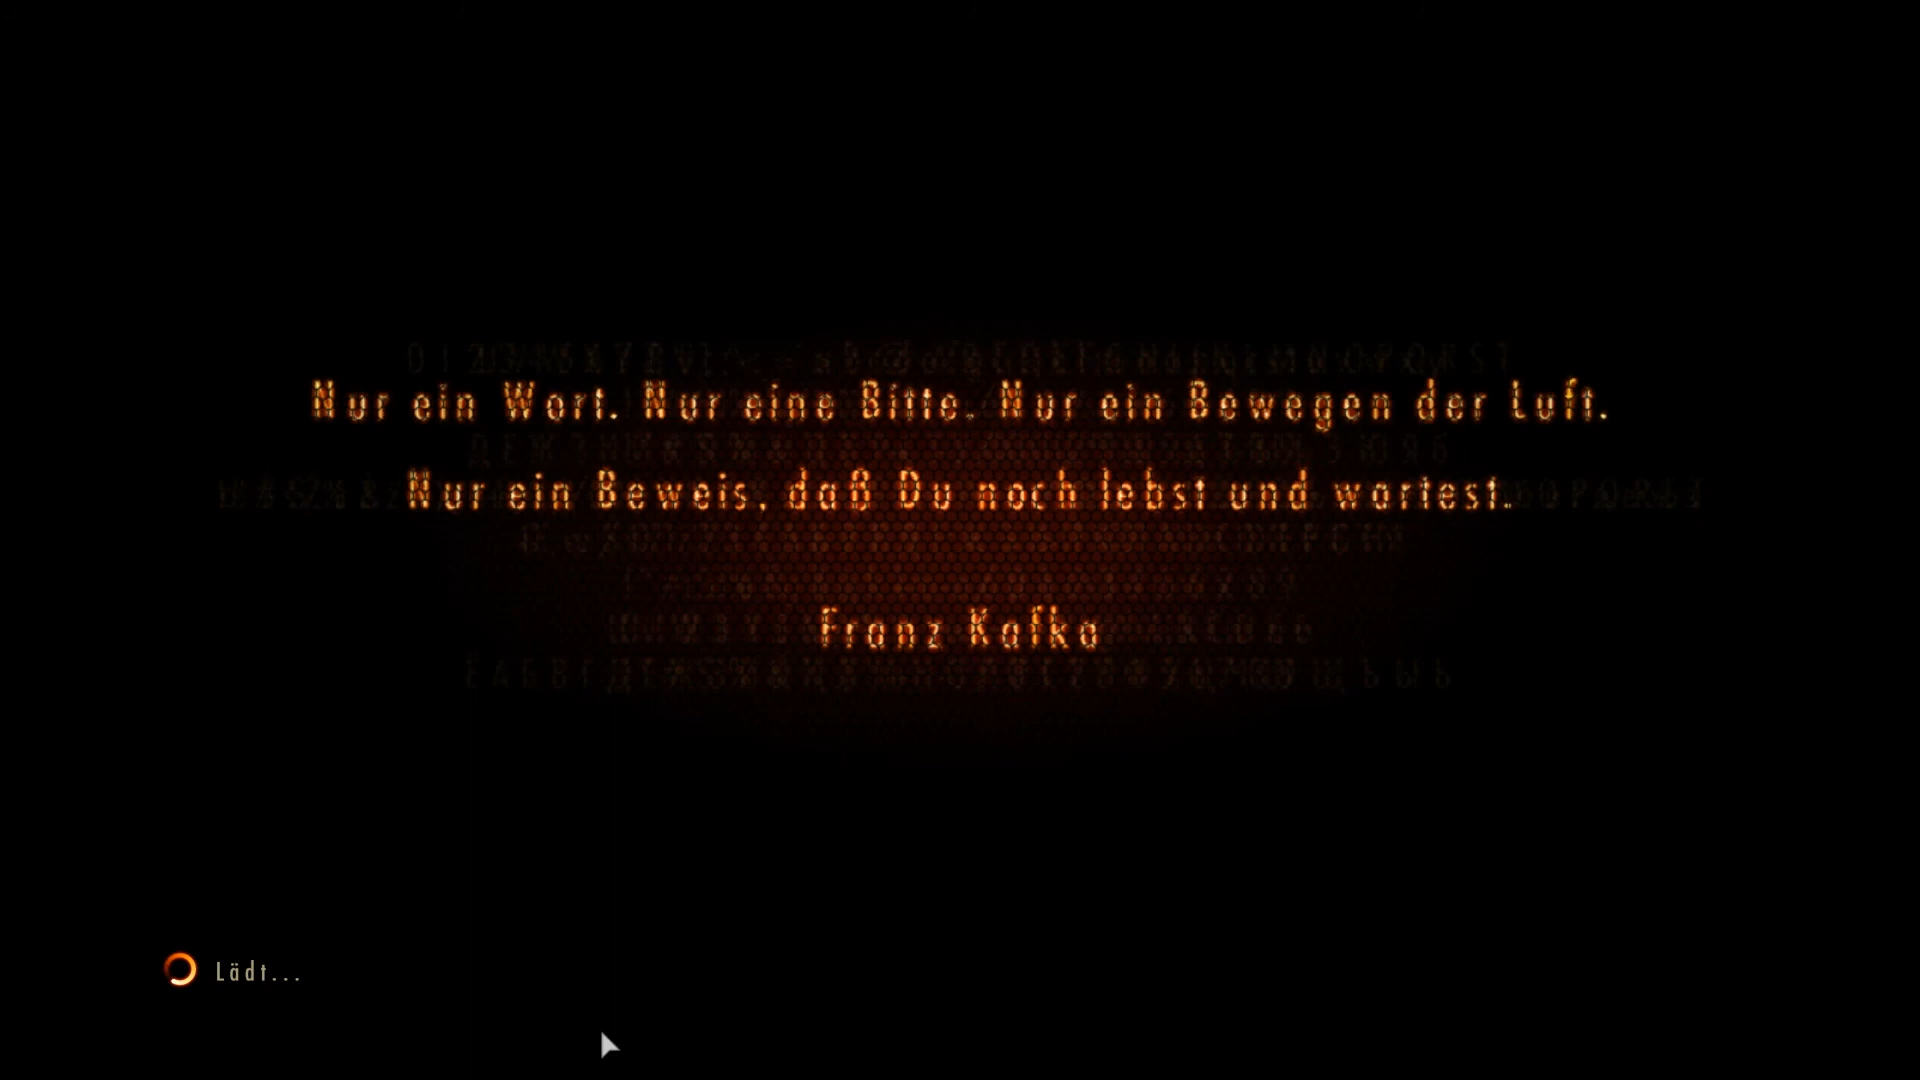 Nur ein Wort. Nur eine Bitte. Nur ein Bewegen der Luft.
Nur ein Beweis, daß Du noch lebst und wartest.
Franz Kafka
Lädt...